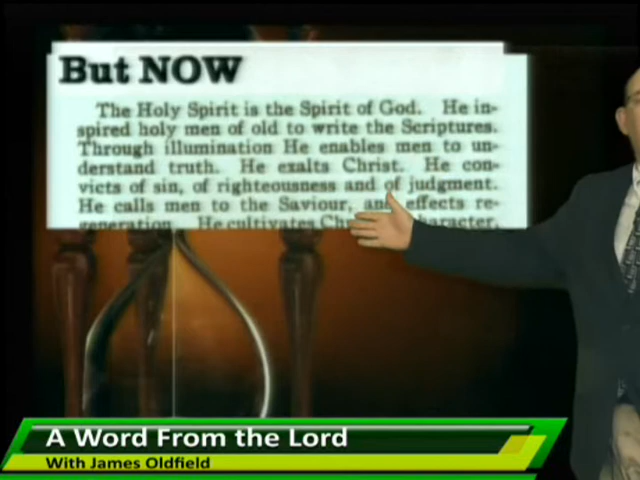 But NOW
The Holy Spirit is the Spirit of God. He in-
spired holy men of old to write the Scriptures.
Through illumination He enables men to un-
derstand truth. He exalts Christ. He con-
victs of sin, of righteousness and of judgment.
He calls men to the Saviour, and effects re-
generation. He cultivates
A Word From the Lord
With James Oldfield